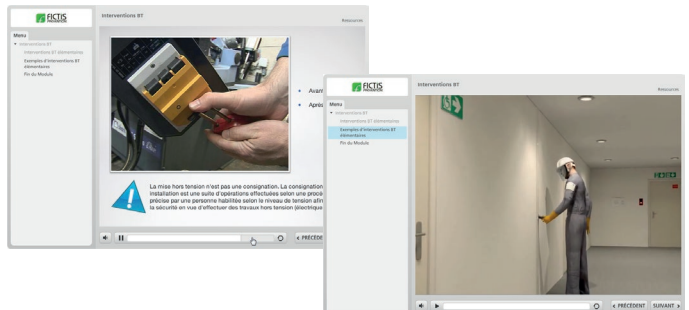 FICTIS
PRÉVENTION
Interventions BT
Ressources
Menu
Interventions BT
Interventions BT élémentaires
Exemples d'interventions BT
élémentaires
Fin du Module
Avan
Après
La mise hors tension n'est pas une consignation. La consignation
installation est une suite d'opérations effectuées selon une procé
précise par une personne habilitée selon le niveau de tension afin
la sécurité en vue d'effectuer des travaux hors tension (électrique
< PRÉCÉDE
FICTIS
PRÉVENTION
Interventions BT
Ressources
Menu
Interventions BT
Interventions BT élémentaires
Exemples d'interventions BT
élémentaires
Fin du Module
< PRÉCÉDENT
SUIVANT >